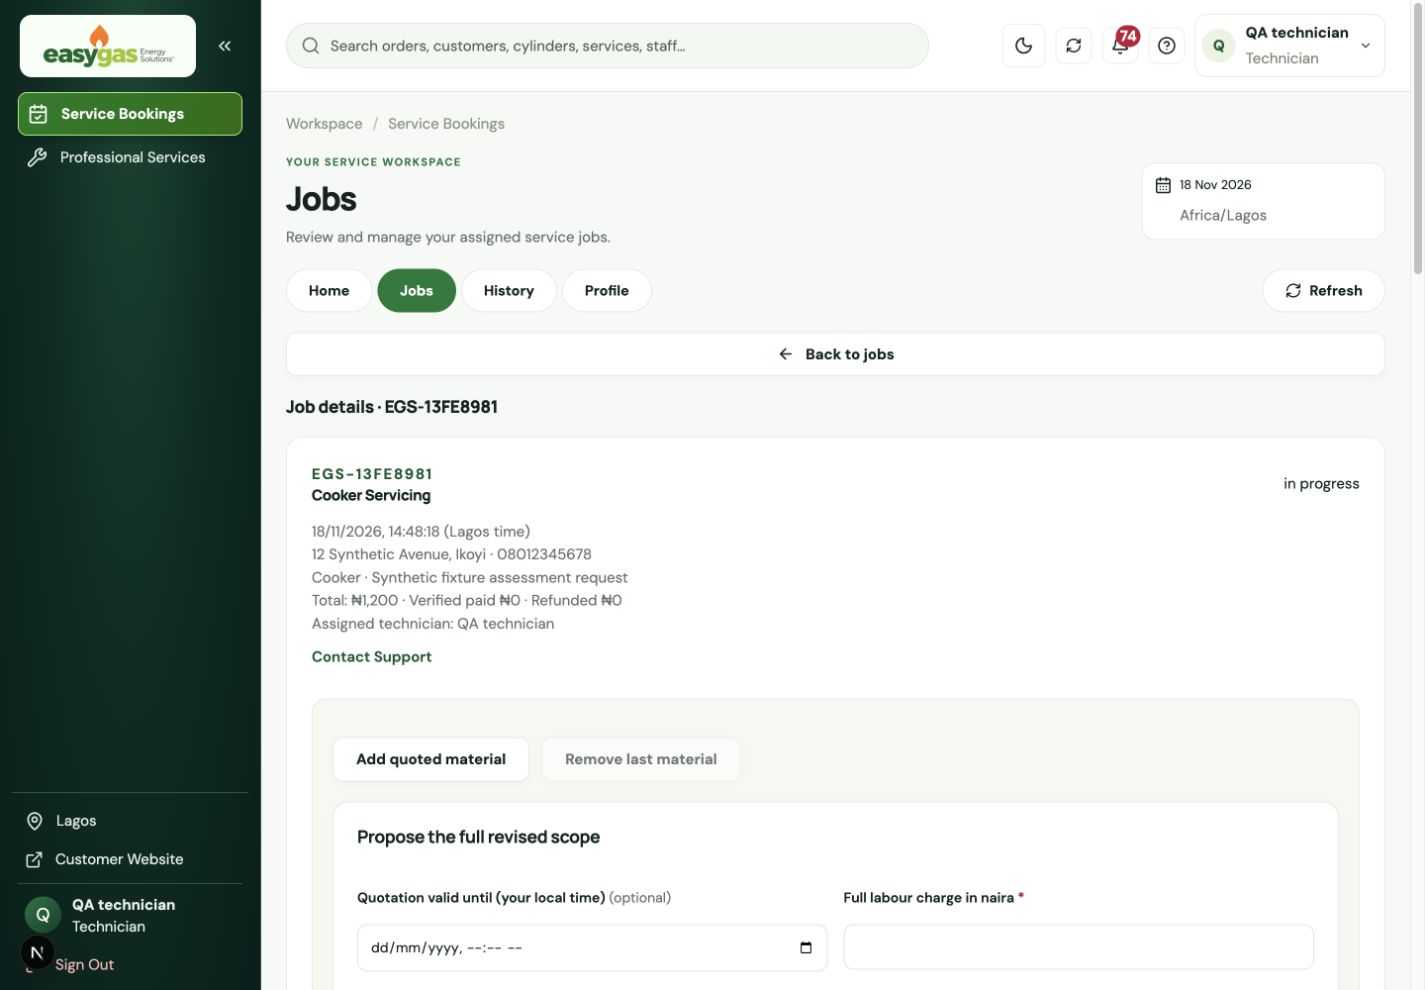 easygas Energy Solutions
Search orders, customers, cylinders, services, staff...
74
Q
QA technician
Technician
Service Bookings
Professional Services
Workspace / Service Bookings
YOUR SERVICE WORKSPACE
Jobs
Review and manage your assigned service jobs.
18 Nov 2026
Africa/Lagos
Home
Jobs
History
Profile
Refresh
Back to jobs
Job details · EGS-13FE8981
EGS-13FE8981
in progress
Cooker Servicing
18/11/2026, 14:48:18 (Lagos time)
12 Synthetic Avenue, Ikoyi · 08012345678
Cooker · Synthetic fixture assessment request
Total: ₦1,200 · Verified paid ₦0 · Refunded ₦0
Assigned technician: QA technician
Contact Support
Add quoted material
Remove last material
Propose the full revised scope
Quotation valid until (your local time) (optional)
Full labour charge in naira *
dd/mm/yyyy, --:-- --
Lagos
Customer Website
Q
QA technician
Technician
N
Sign Out